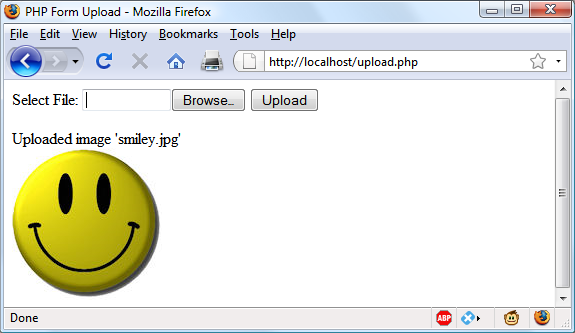 PHP Form Upload - Mozilla Firefox
File Edit View History Bookmarks Tools Help
http://localhost/upload.php
Select File: Browse... Upload
Uploaded image 'smiley.jpg'
Done ABP